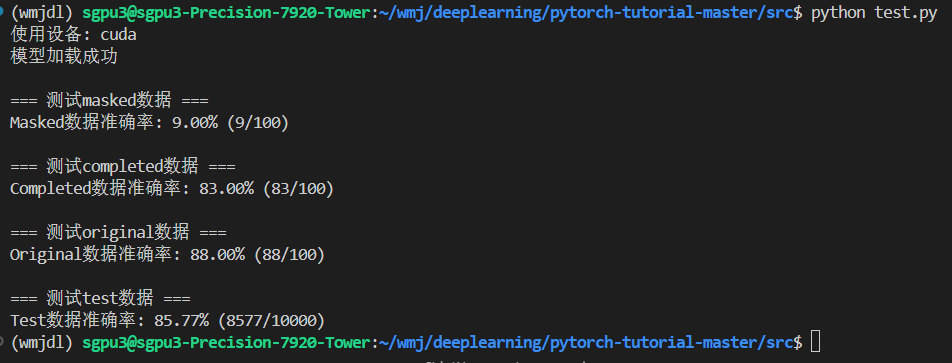 (wmjdl) sgpu3@sgpu3-Precision-7920-Tower:~/wmj/deeplearning/pytorch-tutorial-master/src$ python test.py
使用设备: cuda
模型加载成功
=== 测试masked数据 ===
Masked数据准确率: 9.00% (9/100)
=== 测试completed数据 ===
Completed数据准确率: 83.00% (83/100)
=== 测试original数据 ===
Original数据准确率: 88.00% (88/100)
=== 测试test数据 ===
Test数据准确率: 85.77% (8577/10000)
(wmjdl) sgpu3@sgpu3-Precision-7920-Tower:~/wmj/deeplearning/pytorch-tutorial-master/src$